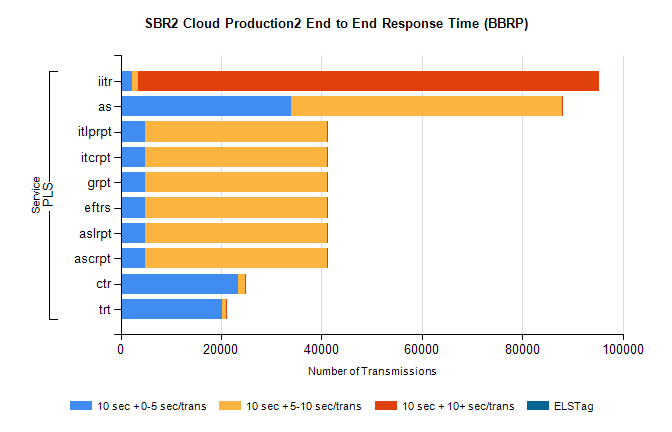 SBR2 Cloud Production2 End to End Response Time (BBRP)
Service
PLS
iitr
as
itlprpt
itcrpt
grpt
eftrs
aslrpt
ascrpt
ctr
trt
0 20000 40000 60000 80000 100000
Number of Transmissions
10 sec +0-5 sec/trans 10 sec +5-10 sec/trans 10 sec + 10+ sec/trans ELSTag